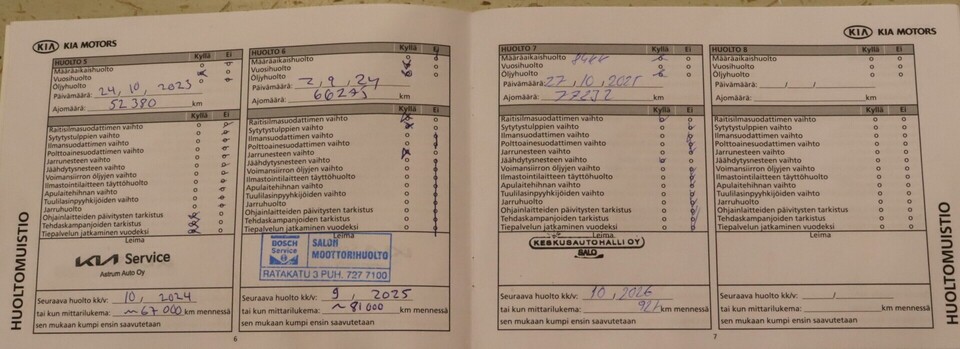 KIA KIA MOTORS
HUOLTO 5 Kyllä Ei
Määräaikaishuolto
Vuosihuolto
Öljyhuolto
Päivämäärä: 24, 10, 2023
Ajomäärä: 52380 km
Raitisilmasuodattimen vaihto
Sytytystulppien vaihto
Ilmansuodattimen vaihto
Polttoainesuodattimen vaihto
Jarrunesteen vaihto
Jäähdytysnesteen vaihto
Voimansiirron öljyjen vaihto
Ilmastointilaitteen täyttöhuolto
Apulaitehihnan vaihto
Tuulilasinpyyhkijöiden vaihto
Jarruhuolto
Ohjainlaitteiden päivitysten tarkistus
Tehdaskampanjoiden tarkistus
Tiepalvelun jatkaminen vuodeksi
Leima
KIA Service
Astrum Auto Oy
Seuraava huolto kk/v: 10, 2024
tai kun mittarilukema: ~67000 km mennessä
sen mukaan kumpi ensin saavutetaan
HUOLTO 6 Kyllä Ei
Määräaikaishuolto
Vuosihuolto
Öljyhuolto
Päivämäärä: 2, 9, 24
Ajomäärä: 66275 km
Raitisilmasuodattimen vaihto
Sytytystulppien vaihto
Ilmansuodattimen vaihto
Polttoainesuodattimen vaihto
Jarrunesteen vaihto
Jäähdytysnesteen vaihto
Voimansiirron öljyjen vaihto
Ilmastointilaitteen täyttöhuolto
Apulaitehihnan vaihto
Tuulilasinpyyhkijöiden vaihto
Jarruhuolto
Ohjainlaitteiden päivitysten tarkistus
Tehdaskampanjoiden tarkistus
Tiepalvelun jatkaminen vuodeksi
Leima
BOSCH Service
SALON MOOTTORIHUOLTO
RATAKATU 3 PUH. 727 7100
Seuraava huolto kk/v: 9, 2025
tai kun mittarilukema: ~81000 km mennessä
sen mukaan kumpi ensin saavutetaan
HUOLTOMUISTIO
6
KIA KIA MOTORS
HUOLTO 7 Kyllä Ei
Määräaikaishuolto
Vuosihuolto
Öljyhuolto
Päivämäärä: 27, 10, 2025
Ajomäärä: 77232 km
Raitisilmasuodattimen vaihto
Sytytystulppien vaihto
Ilmansuodattimen vaihto
Polttoainesuodattimen vaihto
Jarrunesteen vaihto
Jäähdytysnesteen vaihto
Voimansiirron öljyjen vaihto
Ilmastointilaitteen täyttöhuolto
Apulaitehihnan vaihto
Tuulilasinpyyhkijöiden vaihto
Jarruhuolto
Ohjainlaitteiden päivitysten tarkistus
Tehdaskampanjoiden tarkistus
Tiepalvelun jatkaminen vuodeksi
Leima
KESKUSAUTOHALLI OY
SALO
Seuraava huolto kk/v: 10, 2026
tai kun mittarilukema: 92t km mennessä
sen mukaan kumpi ensin saavutetaan
HUOLTO 8 Kyllä Ei
Määräaikaishuolto
Vuosihuolto
Öljyhuolto
Päivämäärä: / /
Ajomäärä: km
Raitisilmasuodattimen vaihto
Sytytystulppien vaihto
Ilmansuodattimen vaihto
Polttoainesuodattimen vaihto
Jarrunesteen vaihto
Jäähdytysnesteen vaihto
Voimansiirron öljyjen vaihto
Ilmastointilaitteen täyttöhuolto
Apulaitehihnan vaihto
Tuulilasinpyyhkijöiden vaihto
Jarruhuolto
Ohjainlaitteiden päivitysten tarkistus
Tehdaskampanjoiden tarkistus
Tiepalvelun jatkaminen vuodeksi
Leima
Seuraava huolto kk/v: /
tai kun mittarilukema: km mennessä
sen mukaan kumpi ensin saavutetaan
HUOLTOMUISTIO
7